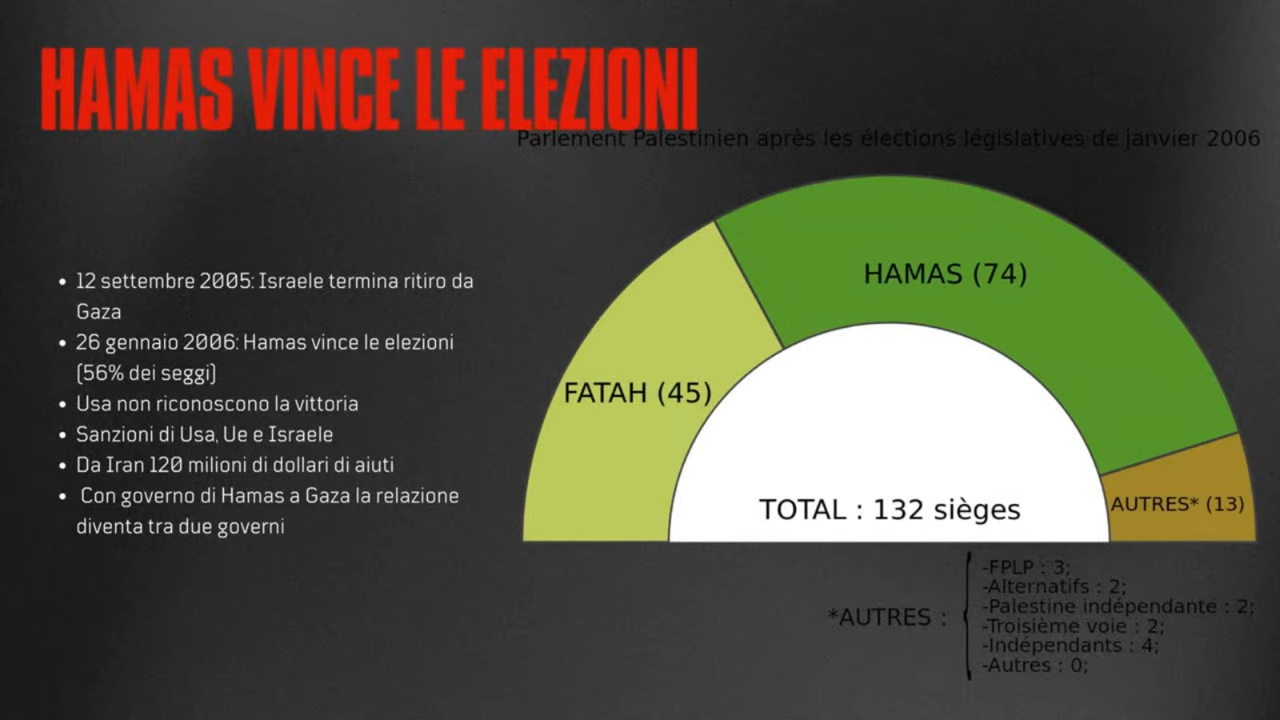 HAMAS VINCE LE ELEZIONI
Parlement Palestinien après les élections législatives de janvier 2006
• 12 settembre 2005: Israele termina ritiro da
Gaza
• 26 gennaio 2006: Hamas vince le elezioni
(56% dei seggi)
• Usa non riconoscono la vittoria
• Sanzioni di Usa, Ue e Israele
• Da Iran 120 milioni di dollari di aiuti
• Con governo di Hamas a Gaza la relazione
diventa tra due governi
HAMAS (74)
FATAH (45)
AUTRES* (13)
TOTAL : 132 sièges
*AUTRES :
-FPLP : 3;
-Alternatifs : 2;
-Palestine indépendante : 2;
-Troisième voie : 2;
-Indépendants : 4;
-Autres : 0;